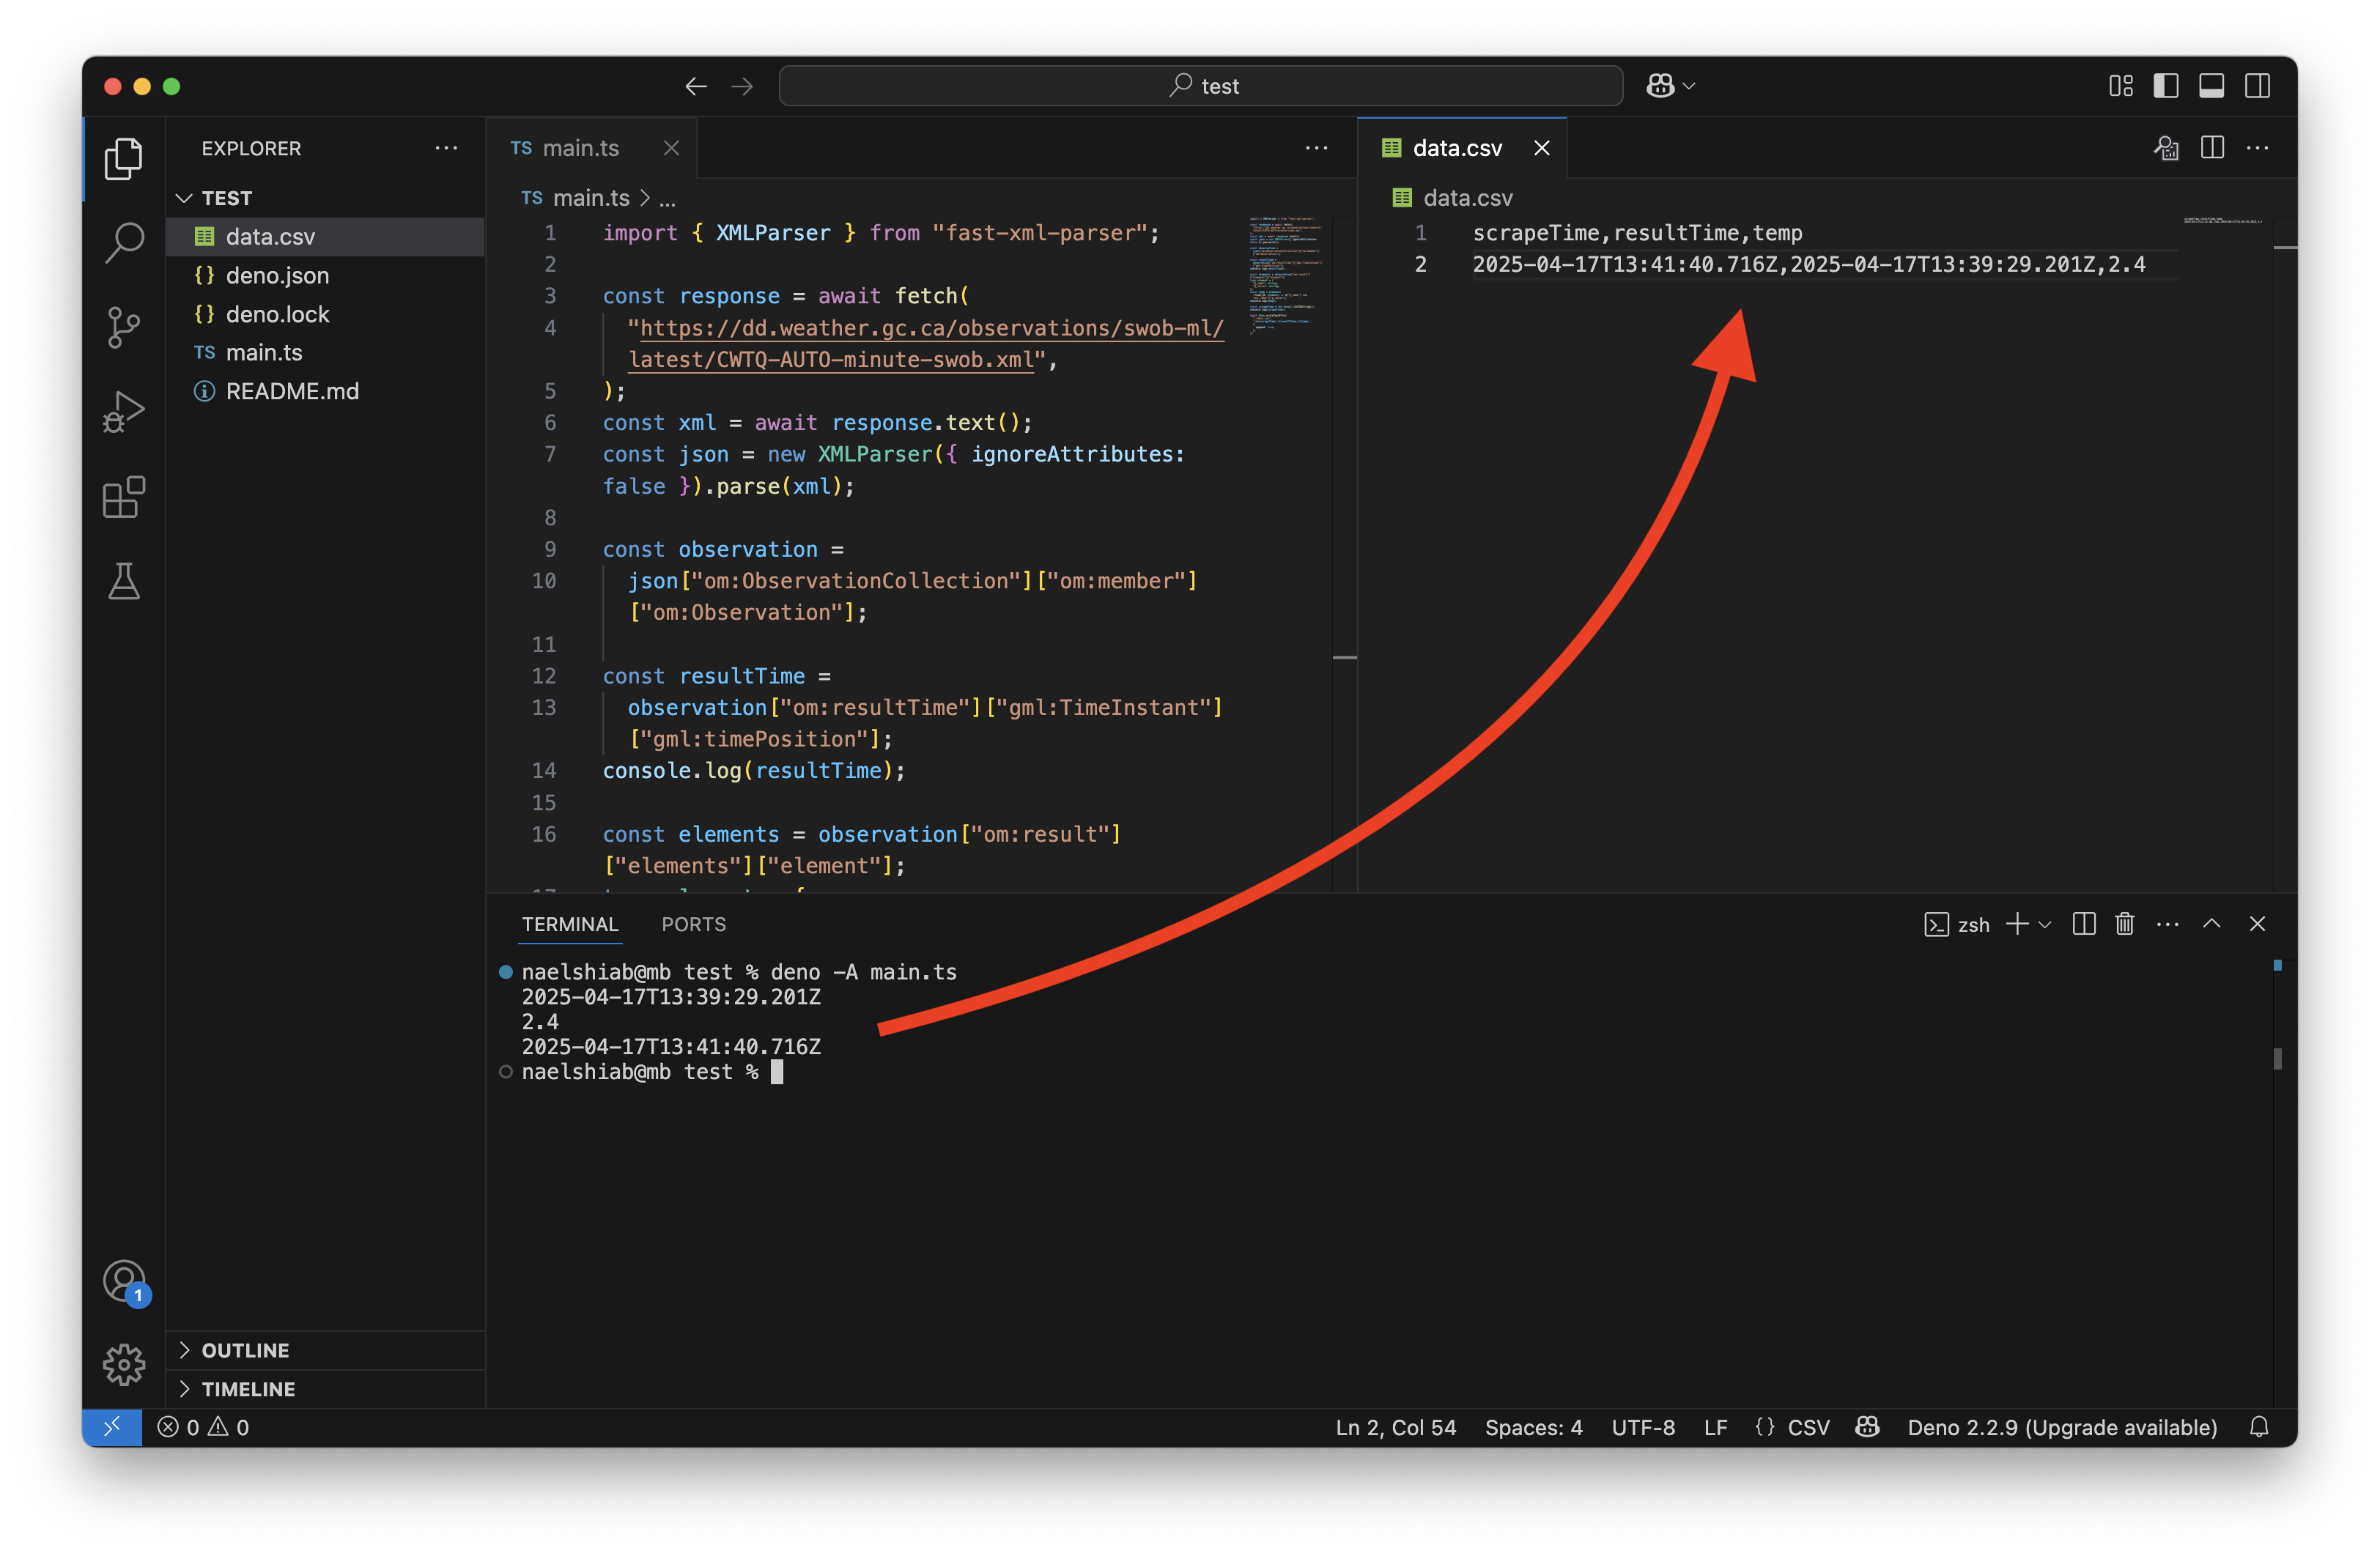 test
EXPLORER
TEST
data.csv
deno.json
deno.lock
TS main.ts
README.md
OUTLINE
TIMELINE
TS main.ts
TS main.ts > ...
1 import { XMLParser } from "fast-xml-parser";
2
3 const response = await fetch(
4 "https://dd.weather.gc.ca/observations/swob-ml/
latest/CWTQ-AUTO-minute-swob.xml",
5 );
6 const xml = await response.text();
7 const json = new XMLParser({ ignoreAttributes:
false }).parse(xml);
8
9 const observation =
10 json["om:ObservationCollection"]["om:member"]
["om:Observation"];
11
12 const resultTime =
13 observation["om:resultTime"]["gml:TimeInstant"]
["gml:timePosition"];
14 console.log(resultTime);
15
16 const elements = observation["om:result"]
["elements"]["element"];
data.csv
data.csv
1 scrapeTime,resultTime,temp
2 2025-04-17T13:41:40.716Z,2025-04-17T13:39:29.201Z,2.4
TERMINAL PORTS
zsh
naelshiab@mb test % deno -A main.ts
2025-04-17T13:39:29.201Z
2.4
2025-04-17T13:41:40.716Z
naelshiab@mb test %
1
0 0
Ln 2, Col 54 Spaces: 4 UTF-8 LF {} CSV Deno 2.2.9 (Upgrade available)